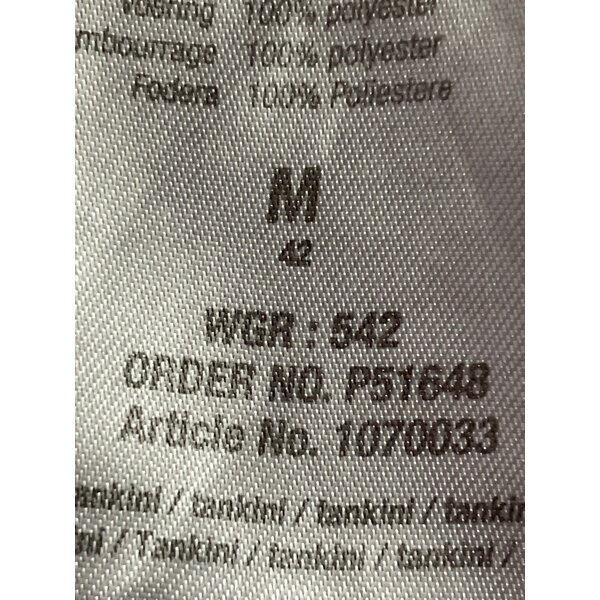 100% polyester
100% polyester
Fodera 100% Poliestere
M
42
WGR : 542
ORDER NO. P51648
Article No. 1070033
tankini / tankini / tankini / tankini
/ Tankini / tankini / tankini /